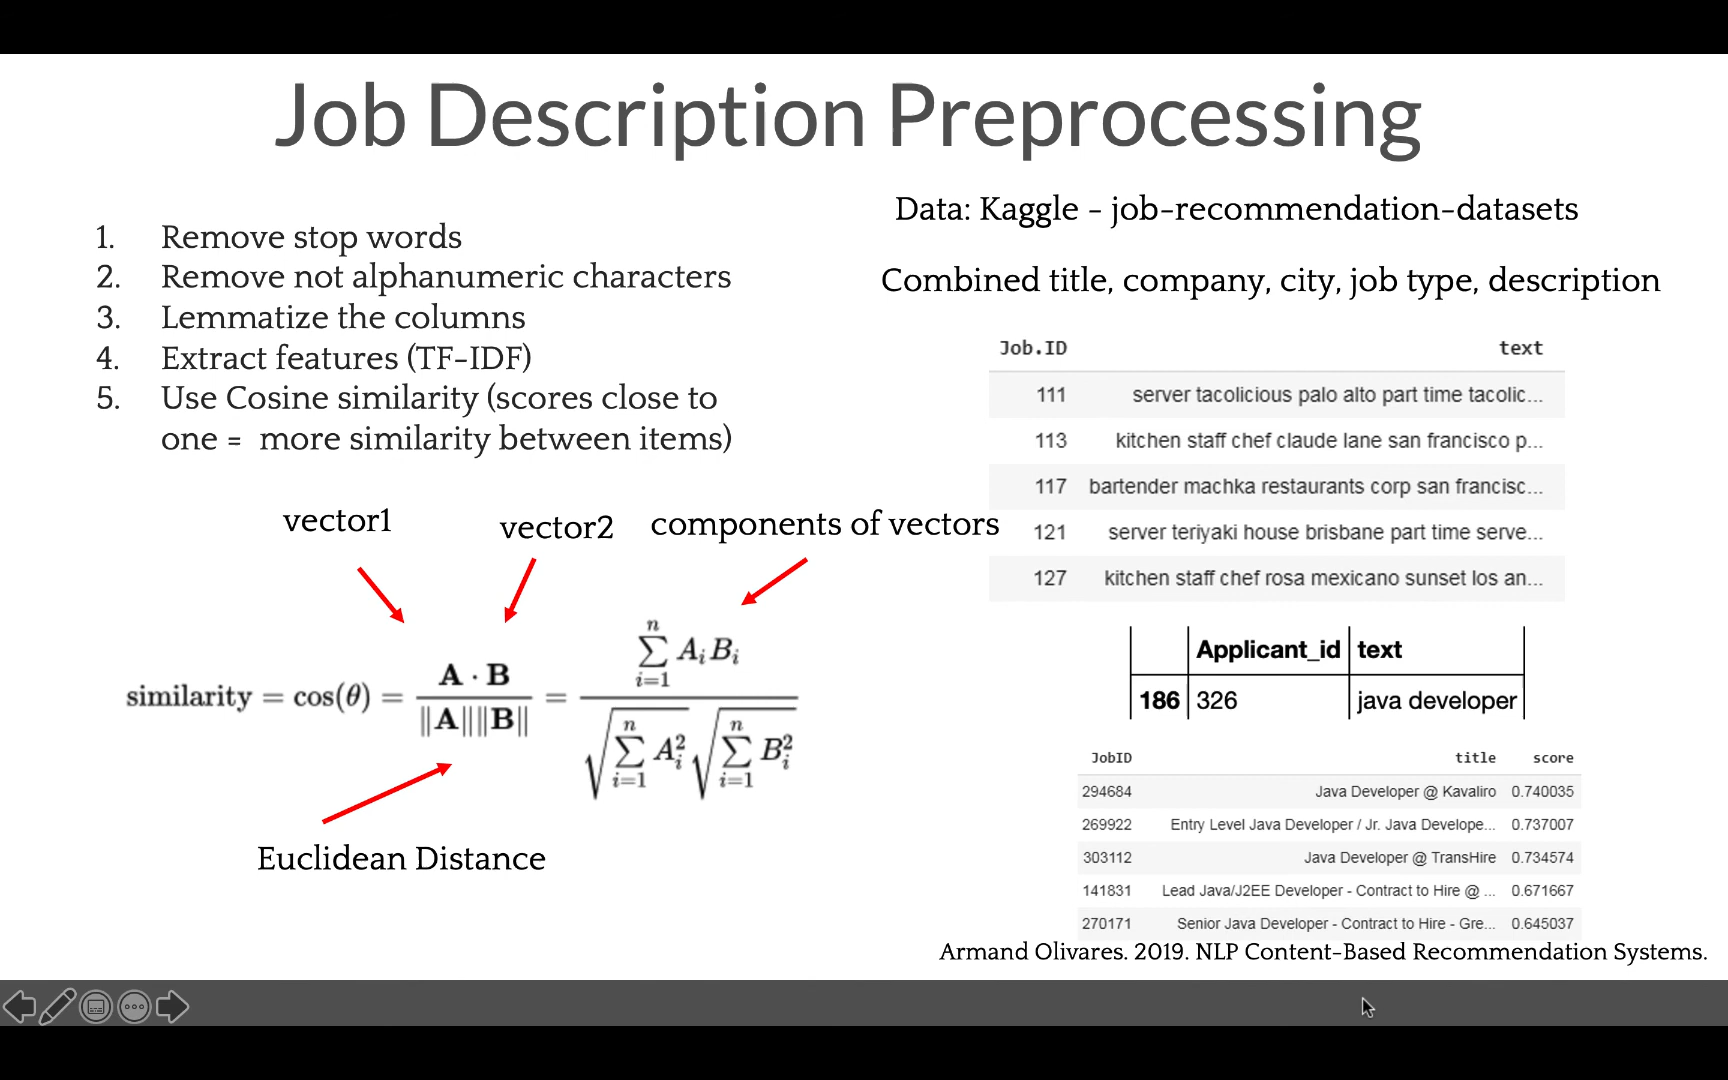 Job Description Preprocessing
1. Remove stop words
2. Remove not alphanumeric characters
3. Lemmatize the columns
4. Extract features (TF-IDF)
5. Use Cosine similarity (scores close to
one = more similarity between items)
vector1
vector2
components of vectors
similarity = cos(θ) = A · B / ‖A‖‖B‖ = ∑ᵢ₌₁ⁿ AᵢBᵢ / √∑ᵢ₌₁ⁿ Aᵢ² √∑ᵢ₌₁ⁿ Bᵢ²
Euclidean Distance
Data: Kaggle - job-recommendation-datasets
Combined title, company, city, job type, description
Job.ID text
111 server tacolicious palo alto part time tacolic...
113 kitchen staff chef claude lane san francisco p...
117 bartender machka restaurants corp san francisc...
121 server teriyaki house brisbane part time serve...
127 kitchen staff chef rosa mexicano sunset los an...
Applicant_id text
186 326 java developer
JobID title score
294684 Java Developer @ Kavaliro 0.740035
269922 Entry Level Java Developer / Jr. Java Develope... 0.737007
303112 Java Developer @ TransHire 0.734574
141831 Lead Java/J2EE Developer - Contract to Hire @ ... 0.671667
270171 Senior Java Developer - Contract to Hire - Gre... 0.645037
Armand Olivares. 2019. NLP Content-Based Recommendation Systems.